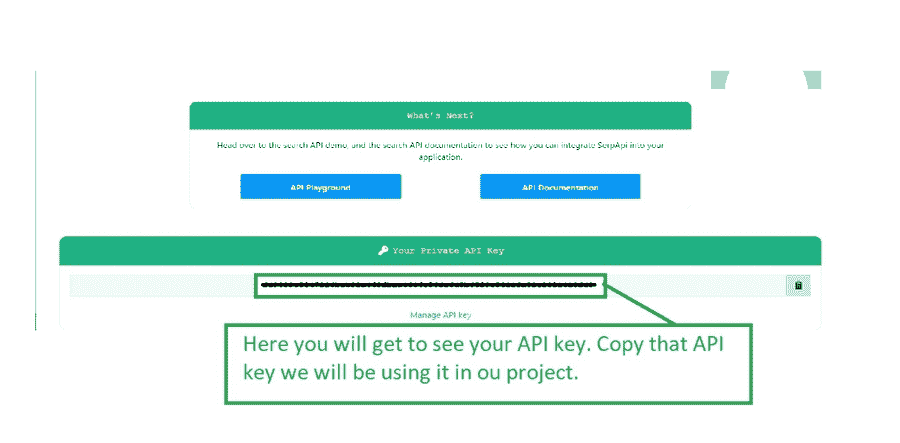 What's Next?
Head over to the search API demo, and the search API documentation to see how you can integrate SerpApi into your
application.
API Playground
API Documentation
Your Private API Key
Manage API key
Here you will get to see your API key. Copy that API
key we will be using it in ou project.